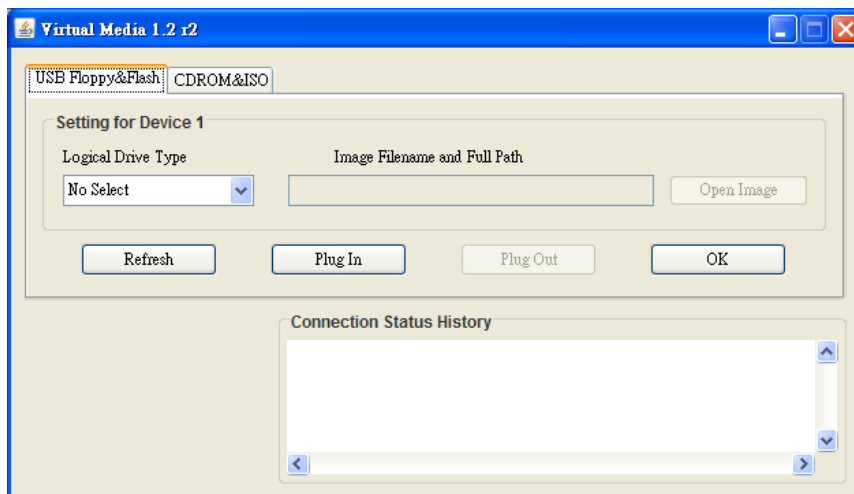 Virtual Media 1.2 r2
USB Floppy&Flash CDROM&ISO
Setting for Device 1
Logical Drive Type Image Filename and Full Path
No Select Open Image
Refresh Plug In Plug Out OK
Connection Status History